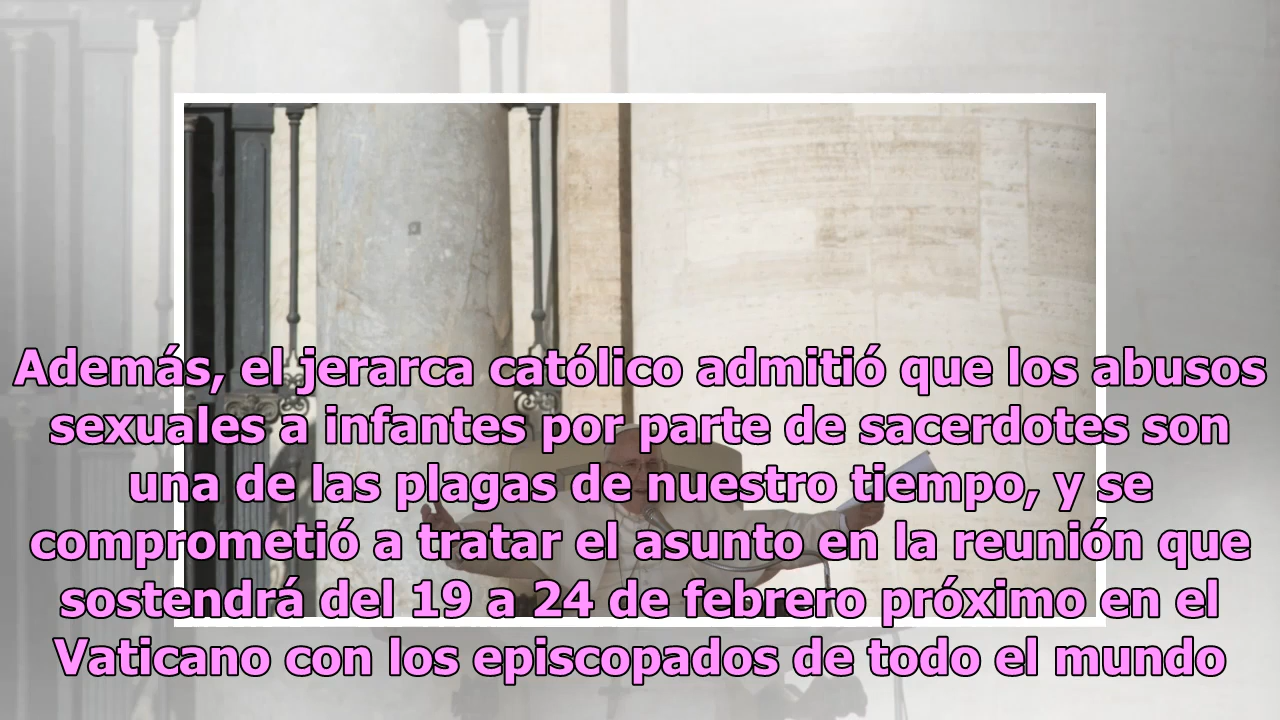 Además, el jerarca católico admitió que los abusos
sexuales a infantes por parte de sacerdotes son
una de las plagas de nuestro tiempo, y se
comprometió a tratar el asunto en la reunión que
sostendrá del 19 a 24 de febrero próximo en el
Vaticano con los episcopados de todo el mundo